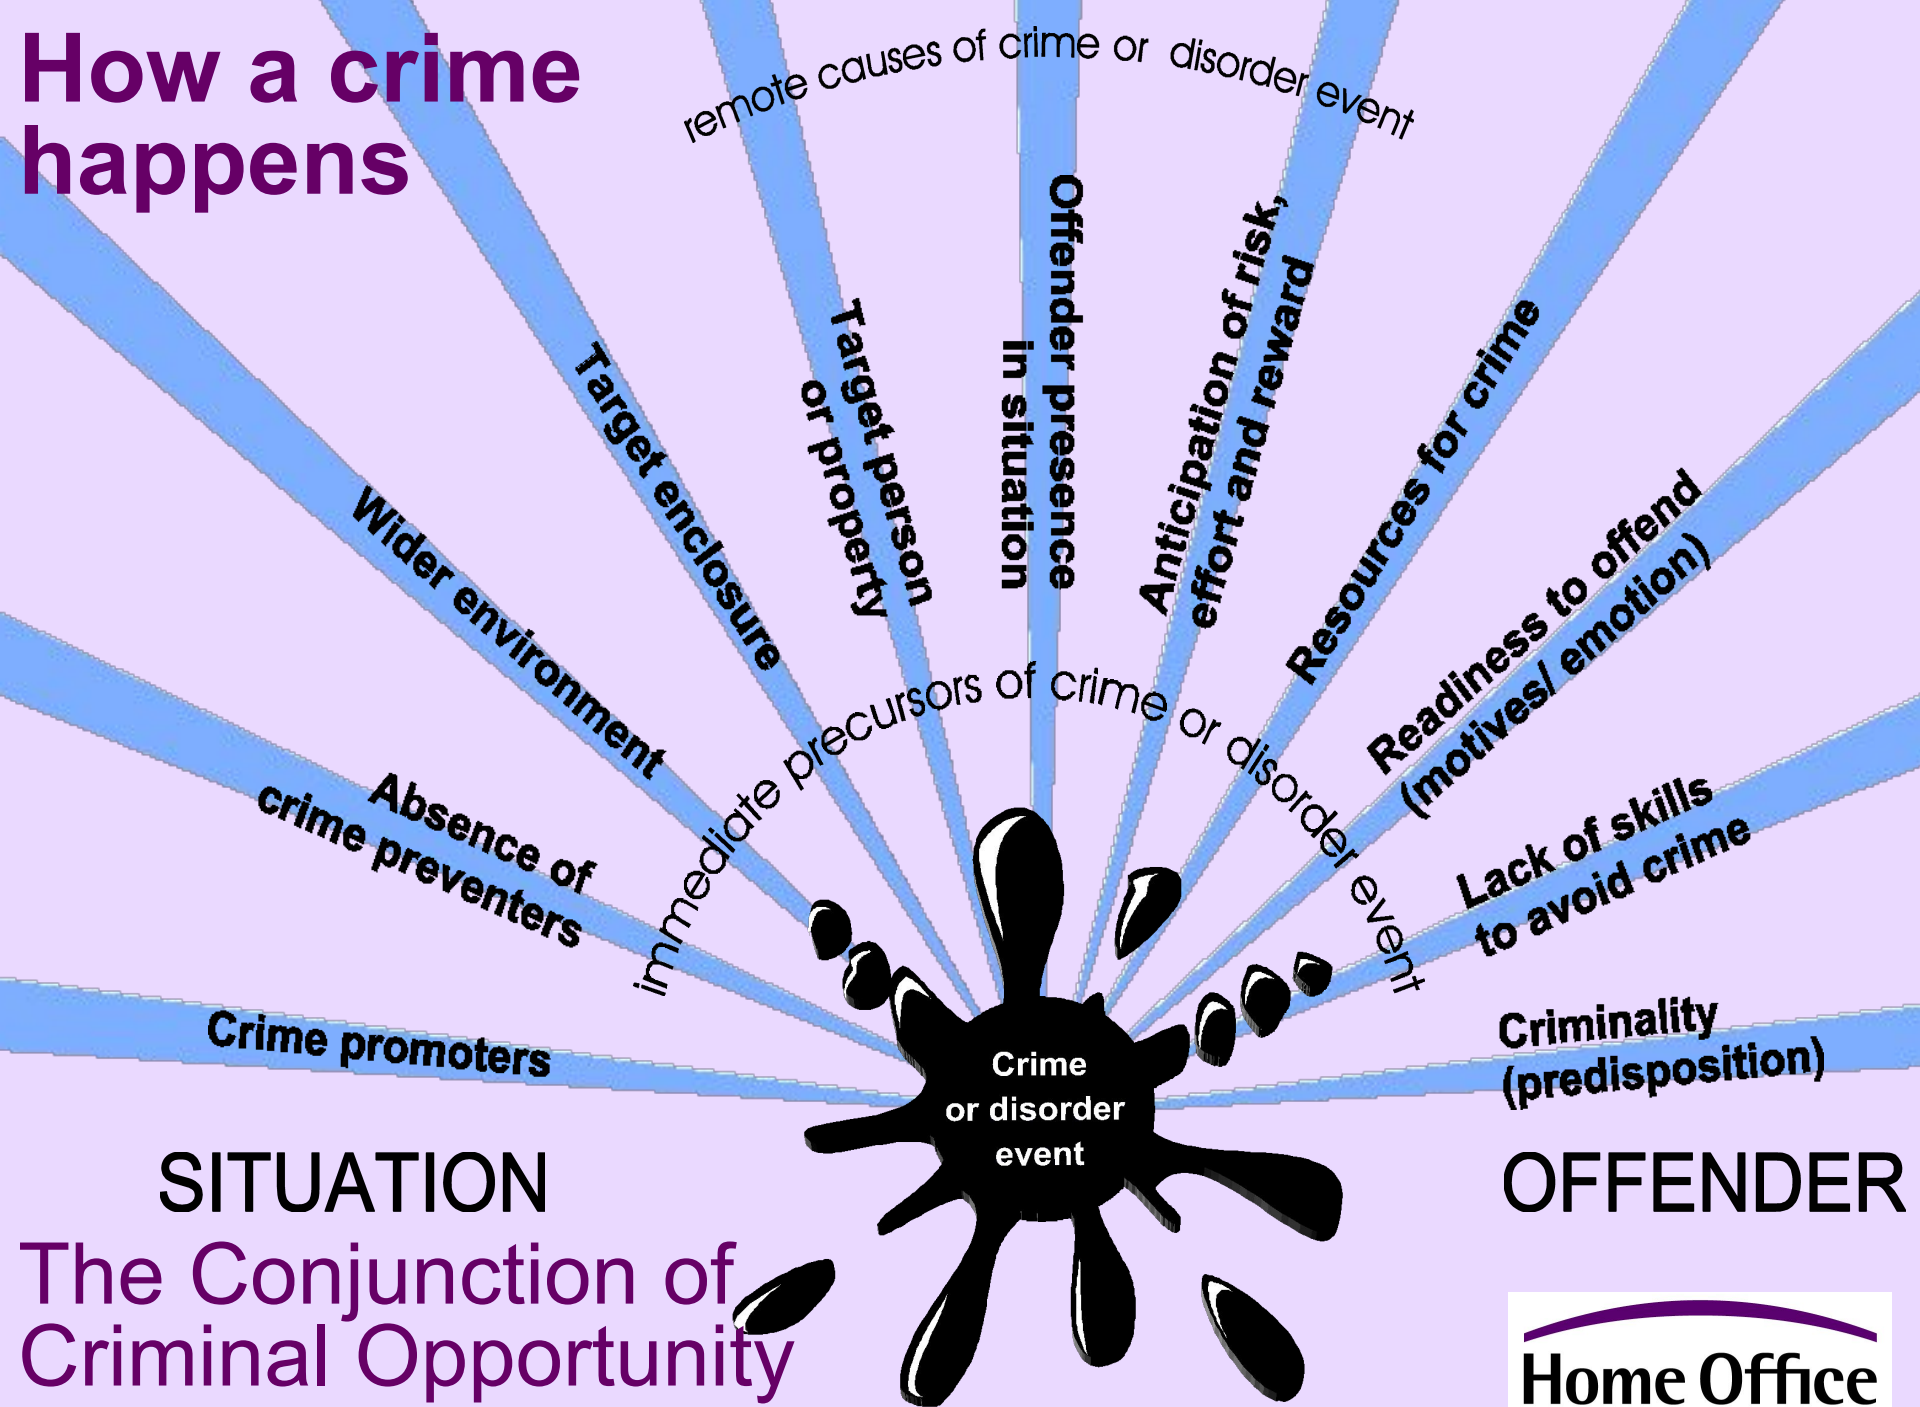 How a crime
happens
remote causes of crime or disorder event
Crime promoters
Absence of
crime preventers
Wider environment
Target enclosure
Target person
or property
Offender presence
in situation
Anticipation of risk,
effort and reward
Resources for crime
Readiness to offend
(motives/ emotion)
Lack of skills
to avoid crime
Criminality
(predisposition)
immediate precursors of crime or disorder event
Crime
or disorder
event
SITUATION
OFFENDER
The Conjunction of
Criminal Opportunity
Home Office